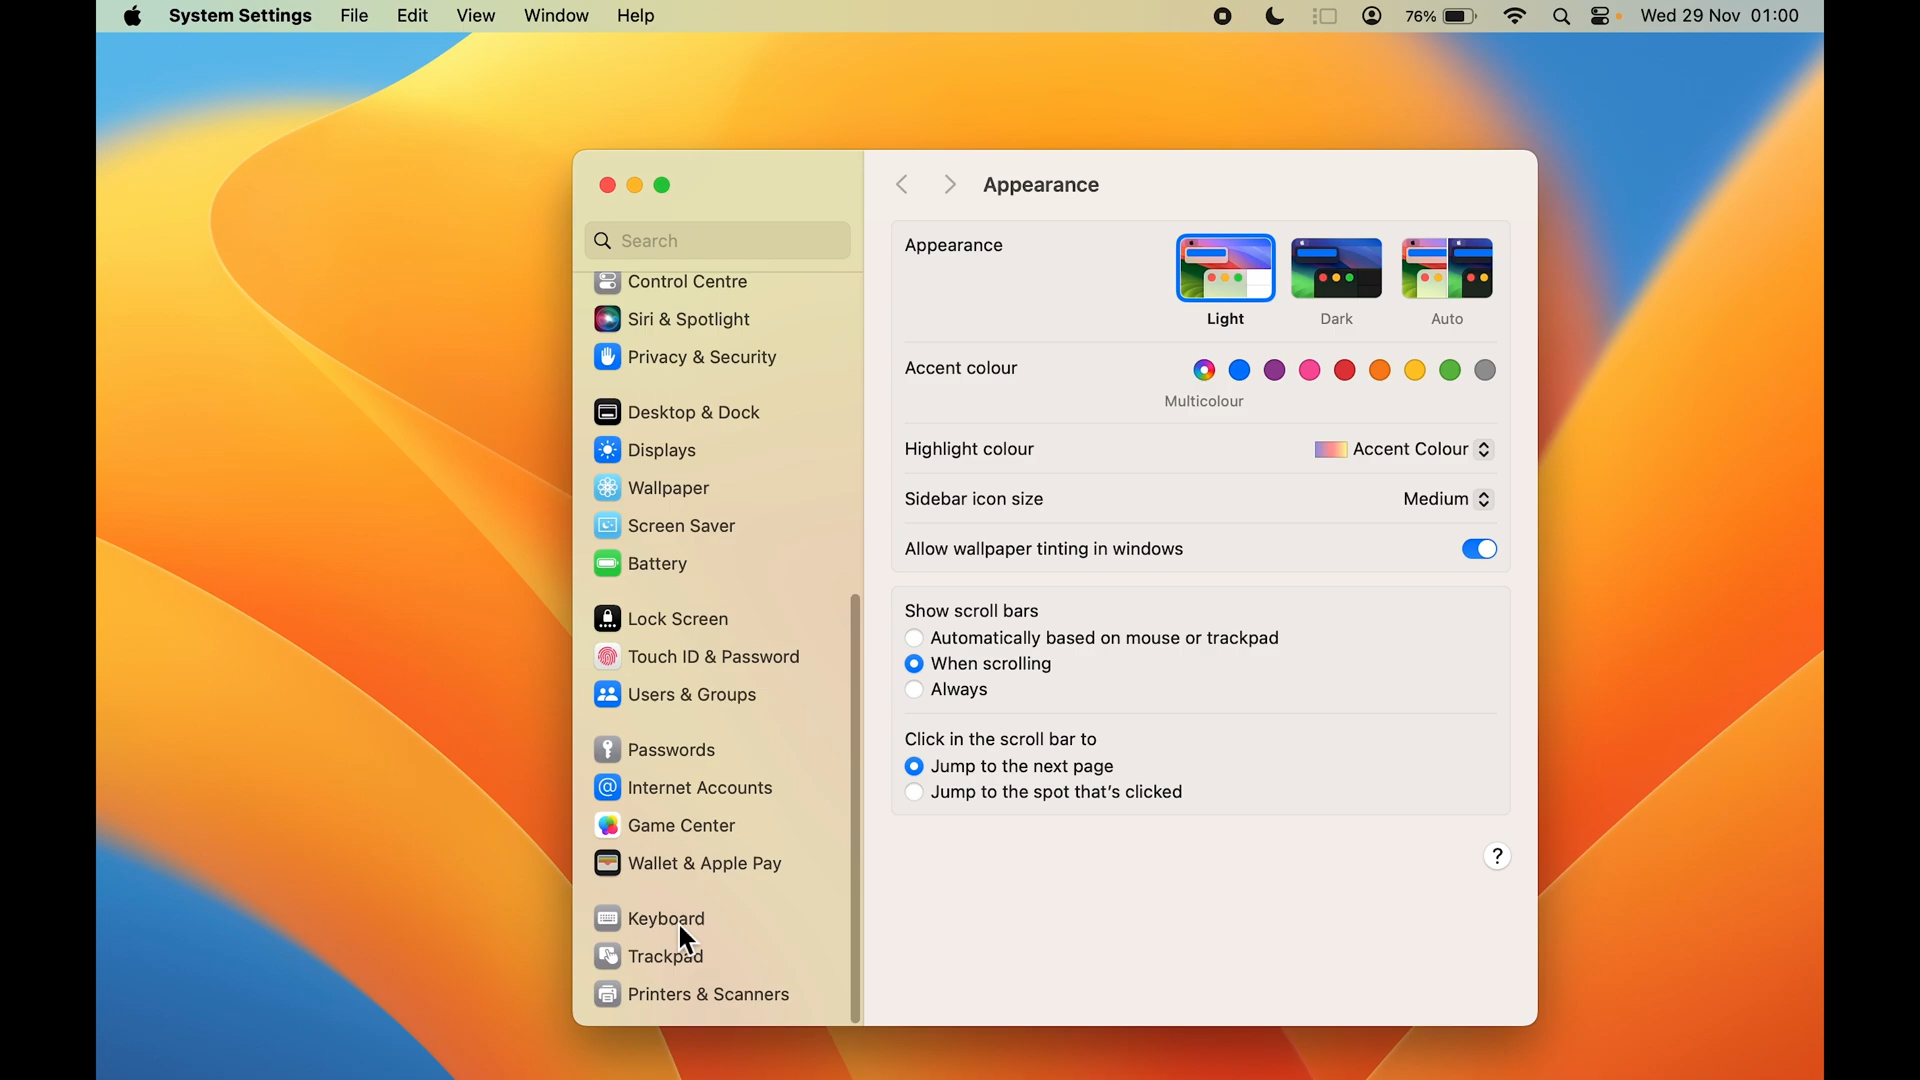 System Settings File Edit View Window Help 76% Wed 29 Nov 01:00
Search
Control Centre
Siri & Spotlight
Privacy & Security
Desktop & Dock
Displays
Wallpaper
Screen Saver
Battery
Lock Screen
Touch ID & Password
Users & Groups
Passwords
Internet Accounts
Game Center
Wallet & Apple Pay
Keyboard
Trackpad
Printers & Scanners
Appearance
Appearance
Light Dark Auto
Accent colour
Multicolour
Highlight colour Accent Colour
Sidebar icon size Medium
Allow wallpaper tinting in windows
Show scroll bars
Automatically based on mouse or trackpad
When scrolling
Always
Click in the scroll bar to
Jump to the next page
Jump to the spot that's clicked
?